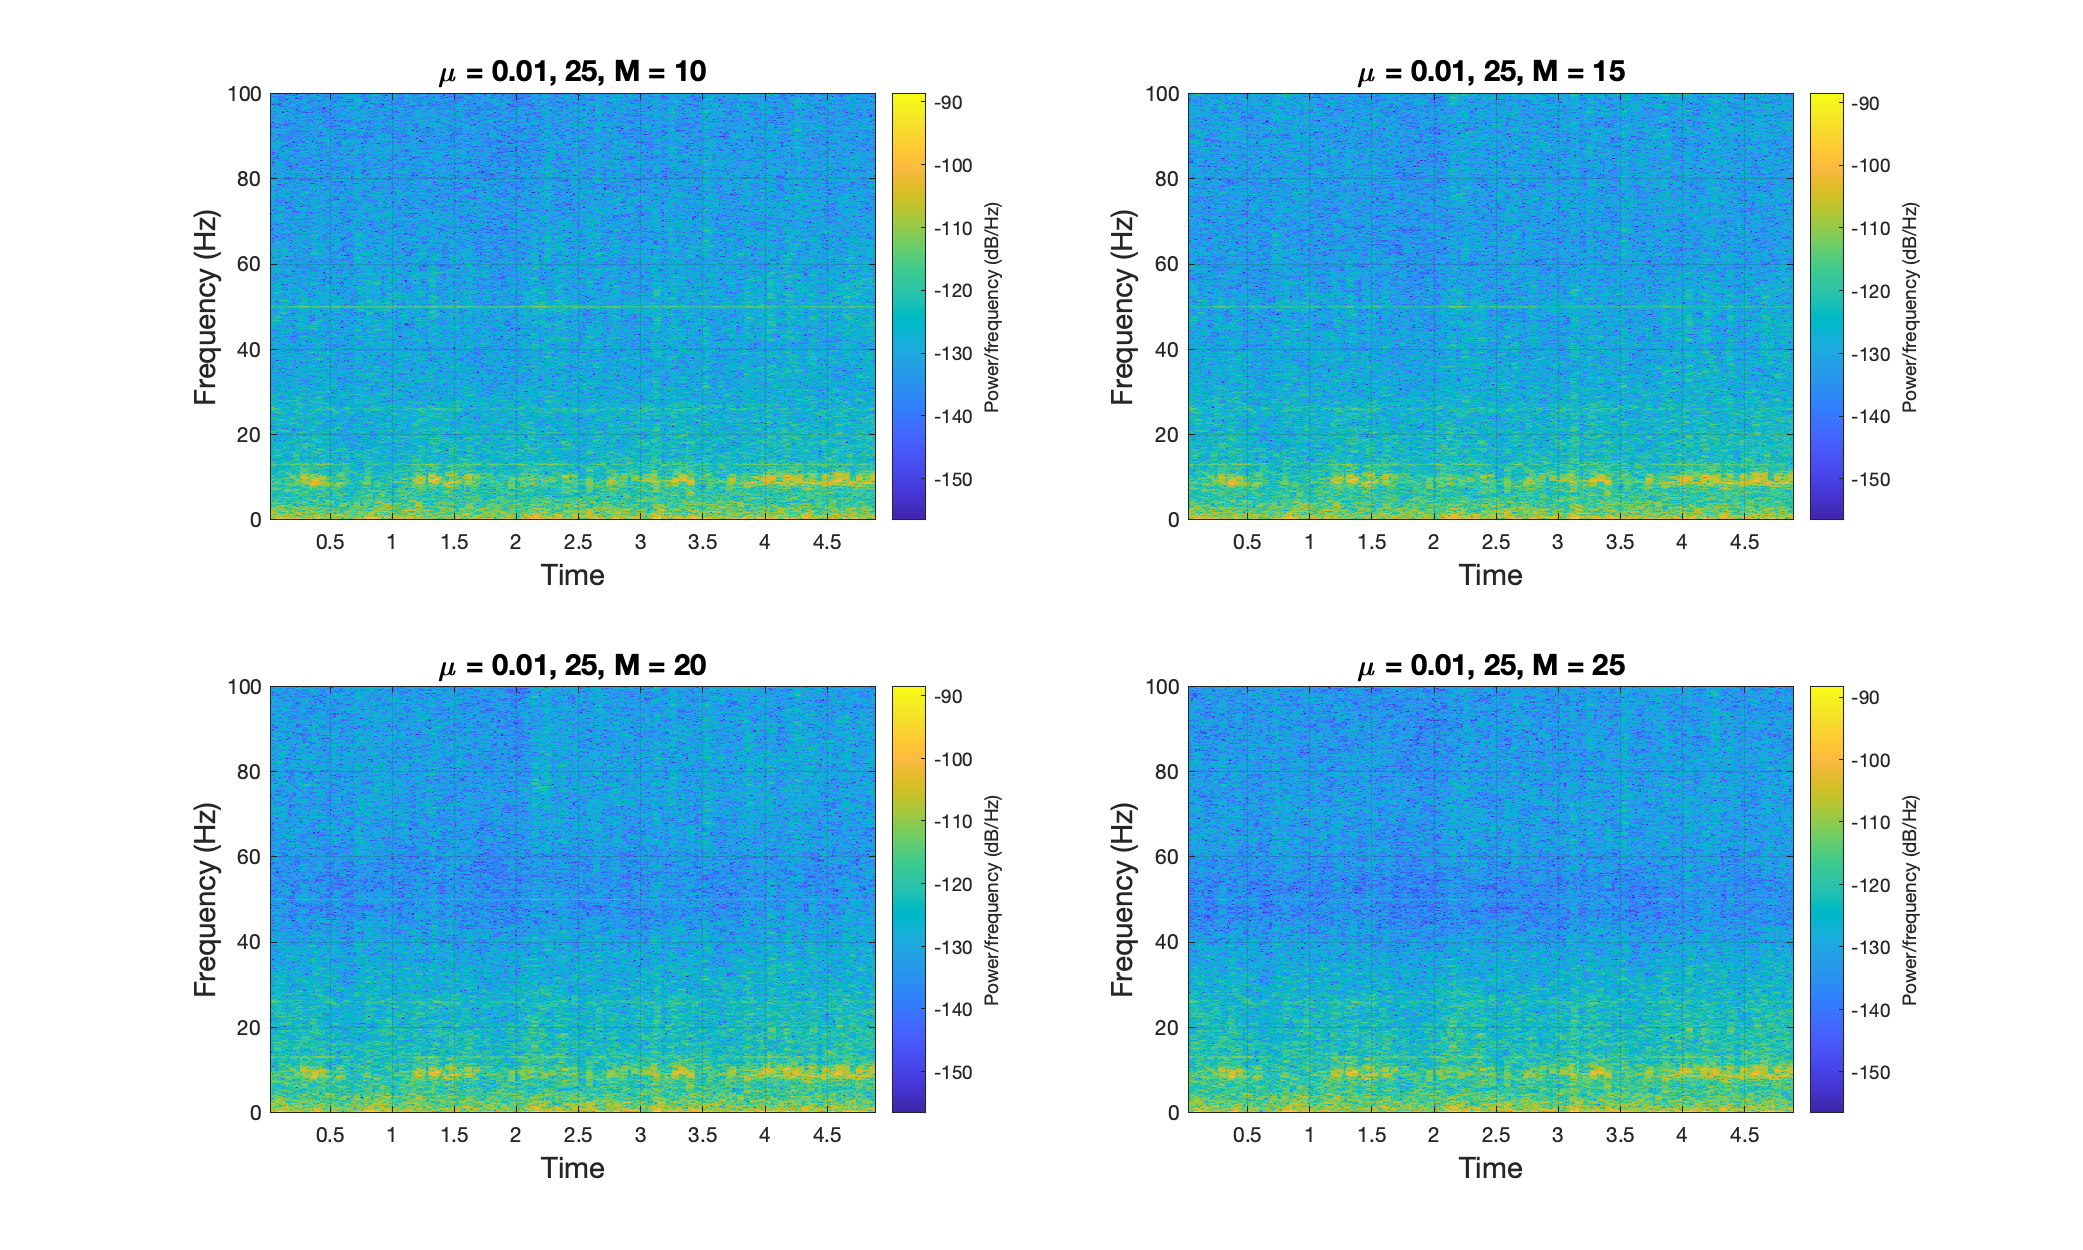 μ = 0.01, 25, M = 10
100
80
60
40
20
0
Frequency (Hz)
0.5 1 1.5 2 2.5 3 3.5 4 4.5
Time
-90
-100
-110
-120
-130
-140
-150
Power/frequency (dB/Hz)
μ = 0.01, 25, M = 15
100
80
60
40
20
0
Frequency (Hz)
0.5 1 1.5 2 2.5 3 3.5 4 4.5
Time
-90
-100
-110
-120
-130
-140
-150
Power/frequency (dB/Hz)
μ = 0.01, 25, M = 20
100
80
60
40
20
0
Frequency (Hz)
0.5 1 1.5 2 2.5 3 3.5 4 4.5
Time
-90
-100
-110
-120
-130
-140
-150
Power/frequency (dB/Hz)
μ = 0.01, 25, M = 25
100
80
60
40
20
0
Frequency (Hz)
0.5 1 1.5 2 2.5 3 3.5 4 4.5
Time
-90
-100
-110
-120
-130
-140
-150
Power/frequency (dB/Hz)